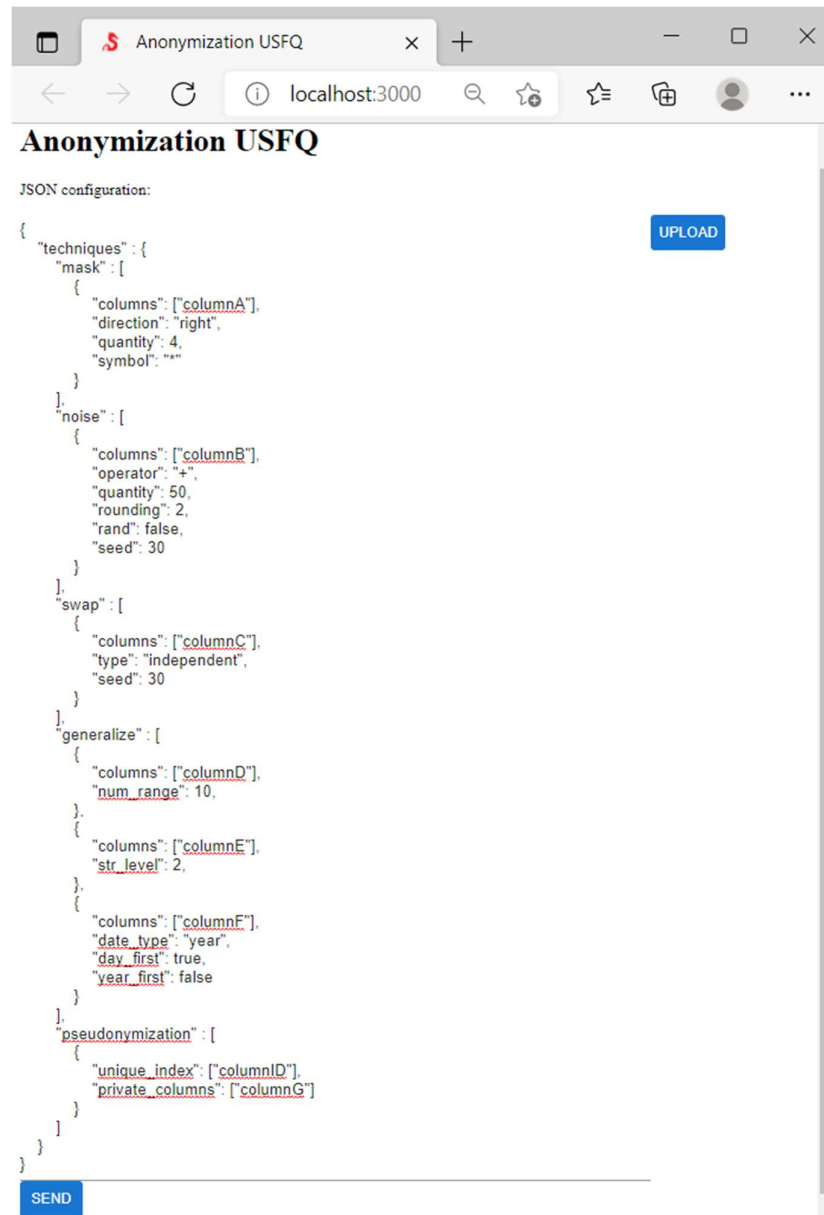 Anonymization USFQ
localhost:3000
Anonymization USFQ
JSON configuration:
{
UPLOAD
"techniques" : {
"mask" : [
{
"columns": ["columnA"],
"direction": "right",
"quantity": 4,
"symbol": "*"
}
],
"noise" : [
{
"columns": ["columnB"],
"operator": "+",
"quantity": 50,
"rounding": 2,
"rand": false,
"seed": 30
}
],
"swap" : [
{
"columns": ["columnC"],
"type": "independent",
"seed": 30
}
],
"generalize" : [
{
"columns": ["columnD"],
"num_range": 10,
},
{
"columns": ["columnE"],
"str_level": 2,
},
{
"columns": ["columnF"],
"date_type": "year",
"day_first": true,
"year_first": false
}
],
"pseudonymization" : [
{
"unique_index": ["columnID"],
"private_columns": ["columnG"]
}
]
}
}
SEND